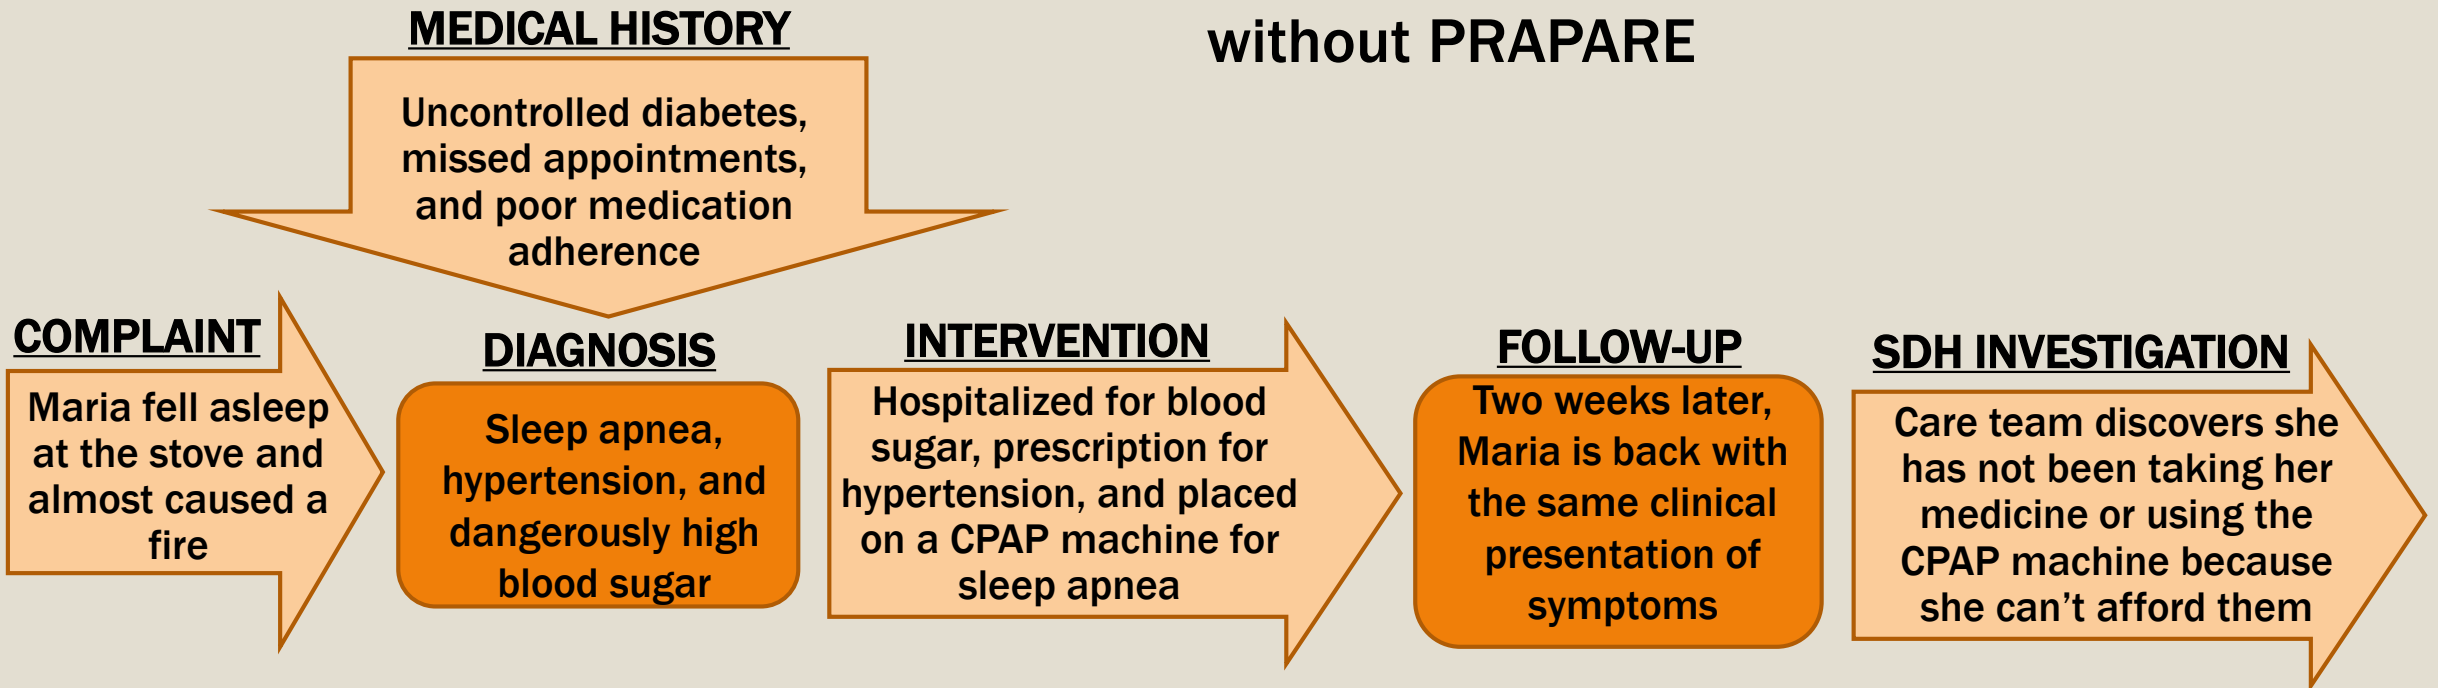 without PRAPARE
MEDICAL HISTORY
Uncontrolled diabetes,
missed appointments,
and poor medication
adherence
COMPLAINT
Maria fell asleep
at the stove and
almost caused a
fire
DIAGNOSIS
Sleep apnea,
hypertension, and
dangerously high
blood sugar
INTERVENTION
Hospitalized for blood
sugar, prescription for
hypertension, and placed
on a CPAP machine for
sleep apnea
FOLLOW-UP
Two weeks later,
Maria is back with
the same clinical
presentation of
symptoms
SDH INVESTIGATION
Care team discovers she
has not been taking her
medicine or using the
CPAP machine because
she can’t afford them